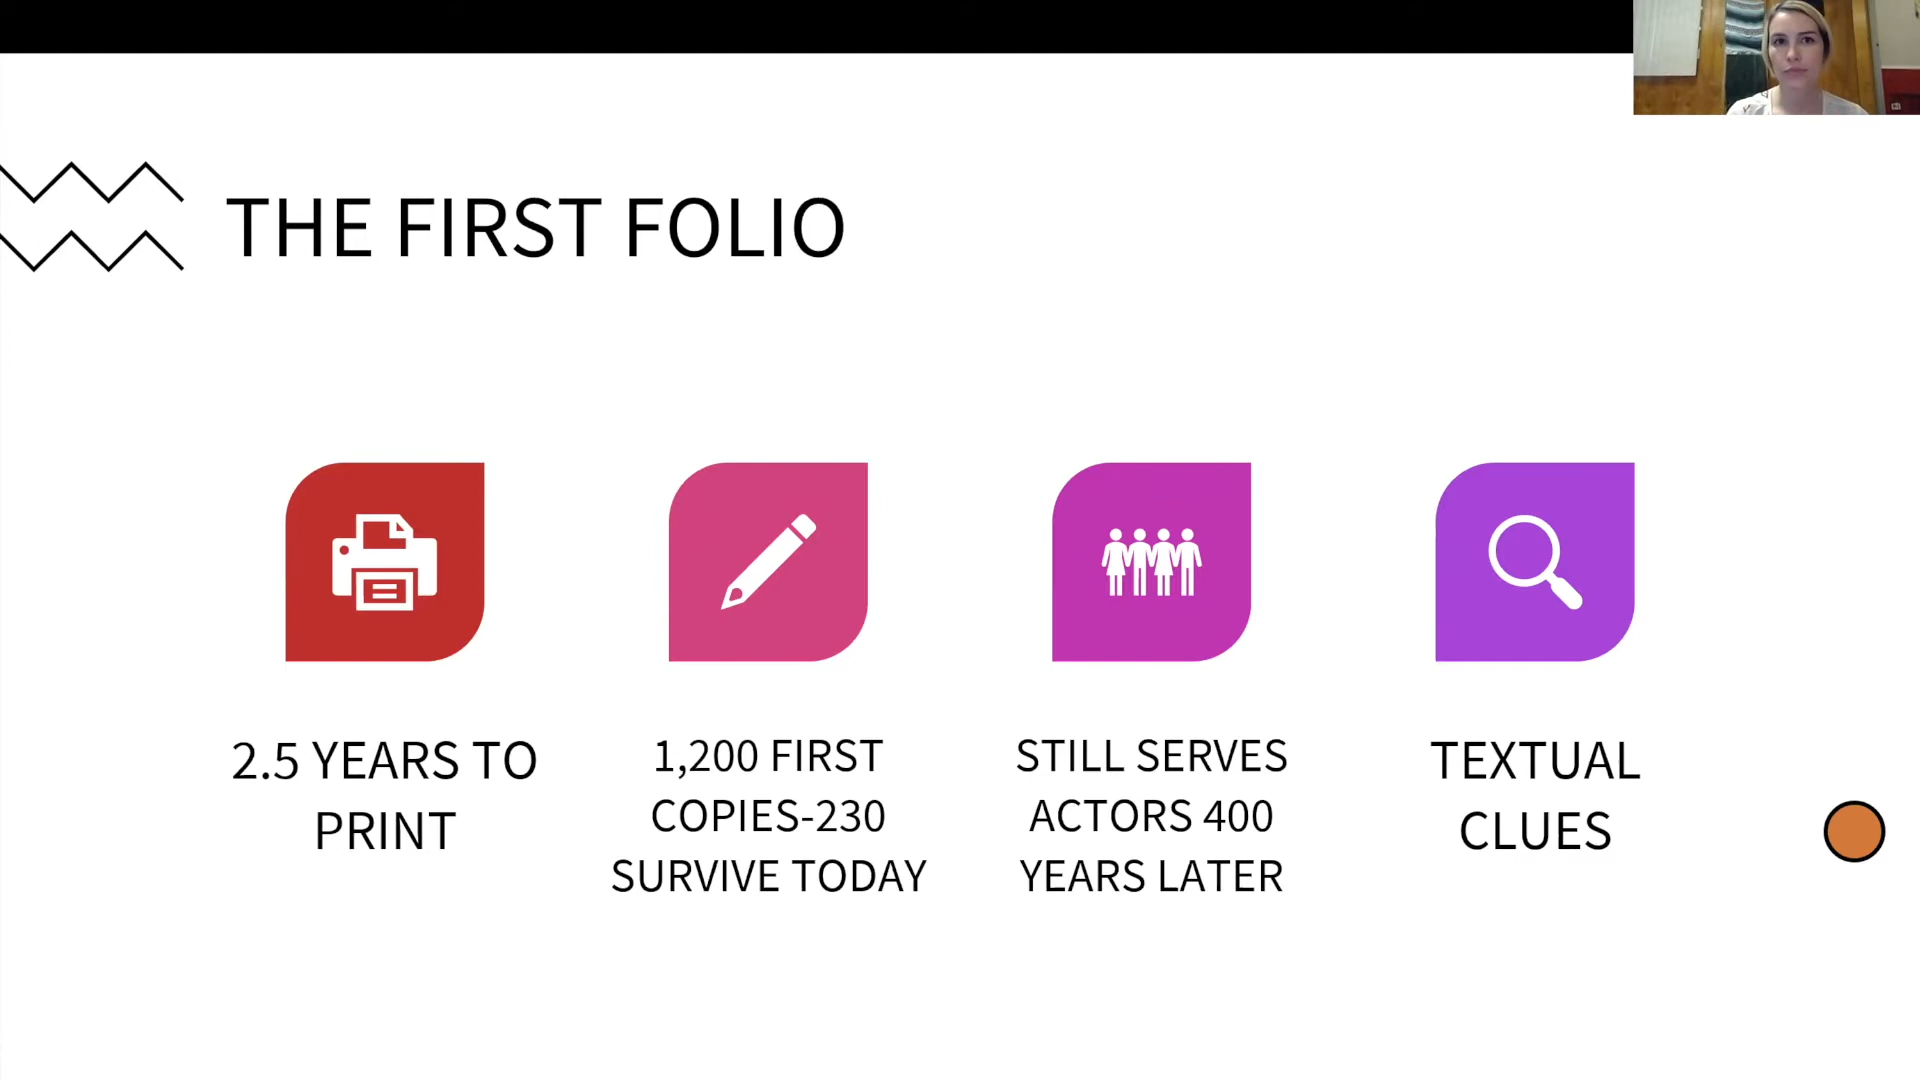 THE FIRST FOLIO
2.5 YEARS TO
PRINT
1,200 FIRST
COPIES-230
SURVIVE TODAY
STILL SERVES
ACTORS 400
YEARS LATER
TEXTUAL
CLUES